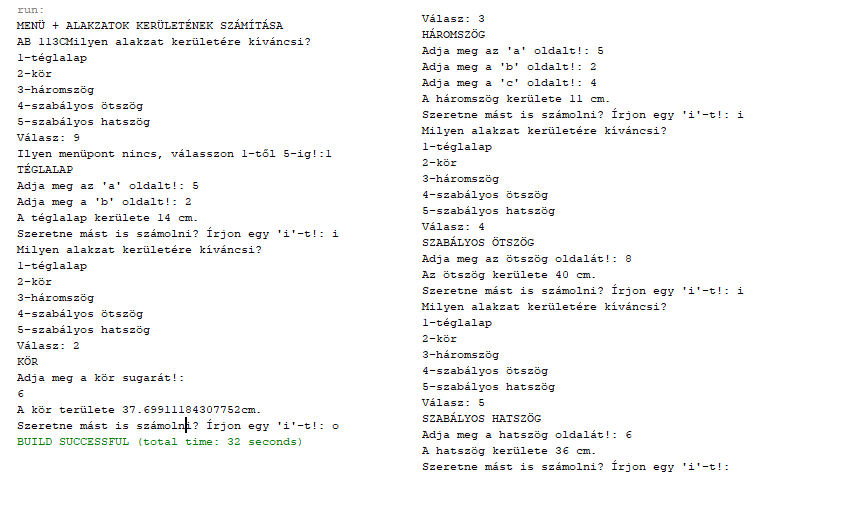 run:
MENÜ + ALAKZATOK KERÜLETÉNEK SZÁMÍTÁSA
AB 113CMilyen alakzat kerületére kíváncsi?
1-téglalap
2-kör
3-háromszög
4-szabályos ötszög
5-szabályos hatszög
Válasz: 9
Ilyen menüpont nincs, válasszon 1-től 5-ig!:1
TÉGLALAP
Adja meg az 'a' oldalt!: 5
Adja meg a 'b' oldalt!: 2
A téglalap kerülete 14 cm.
Szeretne mást is számolni? Írjon egy 'i'-t!: i
Milyen alakzat kerületére kíváncsi?
1-téglalap
2-kör
3-háromszög
4-szabályos ötszög
5-szabályos hatszög
Válasz: 2
KÖR
Adja meg a kör sugarát!:
6
A kör területe 37.69911184307752cm.
Szeretne mást is számolni? Írjon egy 'i'-t!: o
BUILD SUCCESSFUL (total time: 32 seconds)
Válasz: 3
HÁROMSZÖG
Adja meg az 'a' oldalt!: 5
Adja meg a 'b' oldalt!: 2
Adja meg a 'c' oldalt!: 4
A háromszög kerülete 11 cm.
Szeretne mást is számolni? Írjon egy 'i'-t!: i
Milyen alakzat kerületére kíváncsi?
1-téglalap
2-kör
3-háromszög
4-szabályos ötszög
5-szabályos hatszög
Válasz: 4
SZABÁLYOS ÖTSZÖG
Adja meg az ötszög oldalát!: 8
Az ötszög kerülete 40 cm.
Szeretne mást is számolni? Írjon egy 'i'-t!: i
Milyen alakzat kerületére kíváncsi?
1-téglalap
2-kör
3-háromszög
4-szabályos ötszög
5-szabályos hatszög
Válasz: 5
SZABÁLYOS HATSZÖG
Adja meg a hatszög oldalát!: 6
A hatszög kerülete 36 cm.
Szeretne mást is számolni? Írjon egy 'i'-t!: